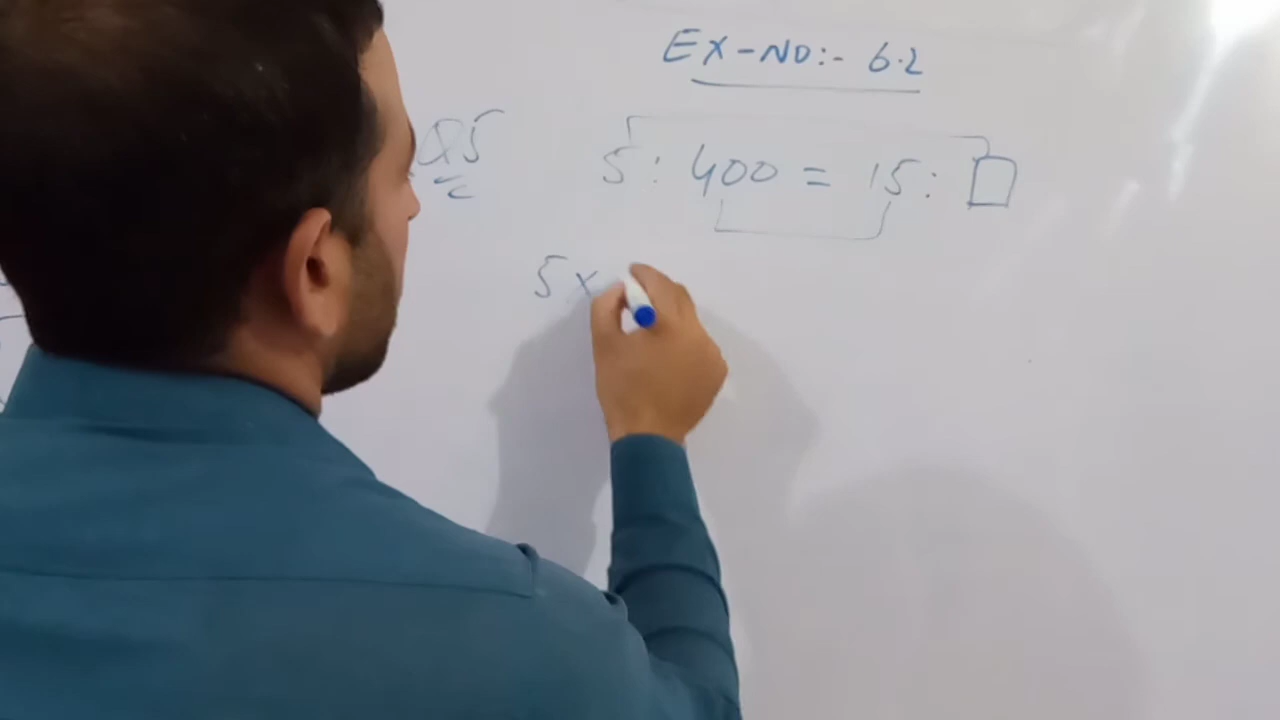 Ex-NO:- 6.2
Q5 5 : 400 = 15 : □
5 x